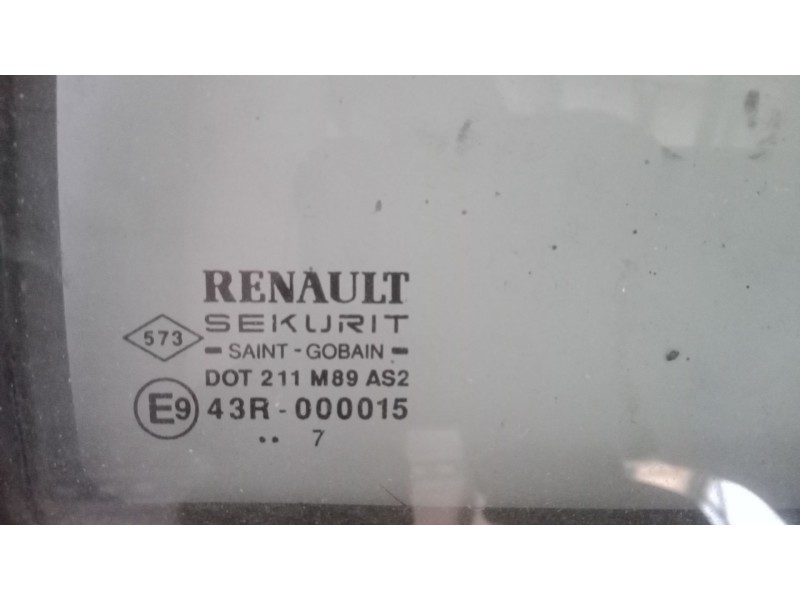 RENAULT
SEKURIT
573
- SAINT - GOBAIN -
DOT 211 M89 AS2
E9 43R - 000015
•• 7